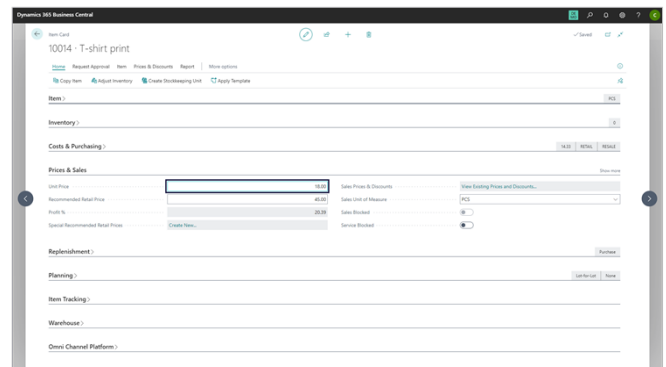 Dynamics 365 Business Central
Item Card
✓ Saved
10014 · T-shirt print
Home Request Approval Item Prices & Discounts Report More options
Copy Item Adjust Inventory Create Stockkeeping Unit Apply Template
Item > PCS
Inventory > 0
Costs & Purchasing > RETAIL RESALE
Prices & Sales Show more
Unit Price 18.00 Sales Prices & Discounts View Existing Prices and Discounts...
Recommended Retail Price 45.00 Sales Unit of Measure PCS
Profit % Sales Blocked
Special Recommended Retail Prices Create New... Service Blocked
Replenishment > Purchase
Planning > Lot-for-Lot None
Item Tracking >
Warehouse >
Omni Channel Platform >